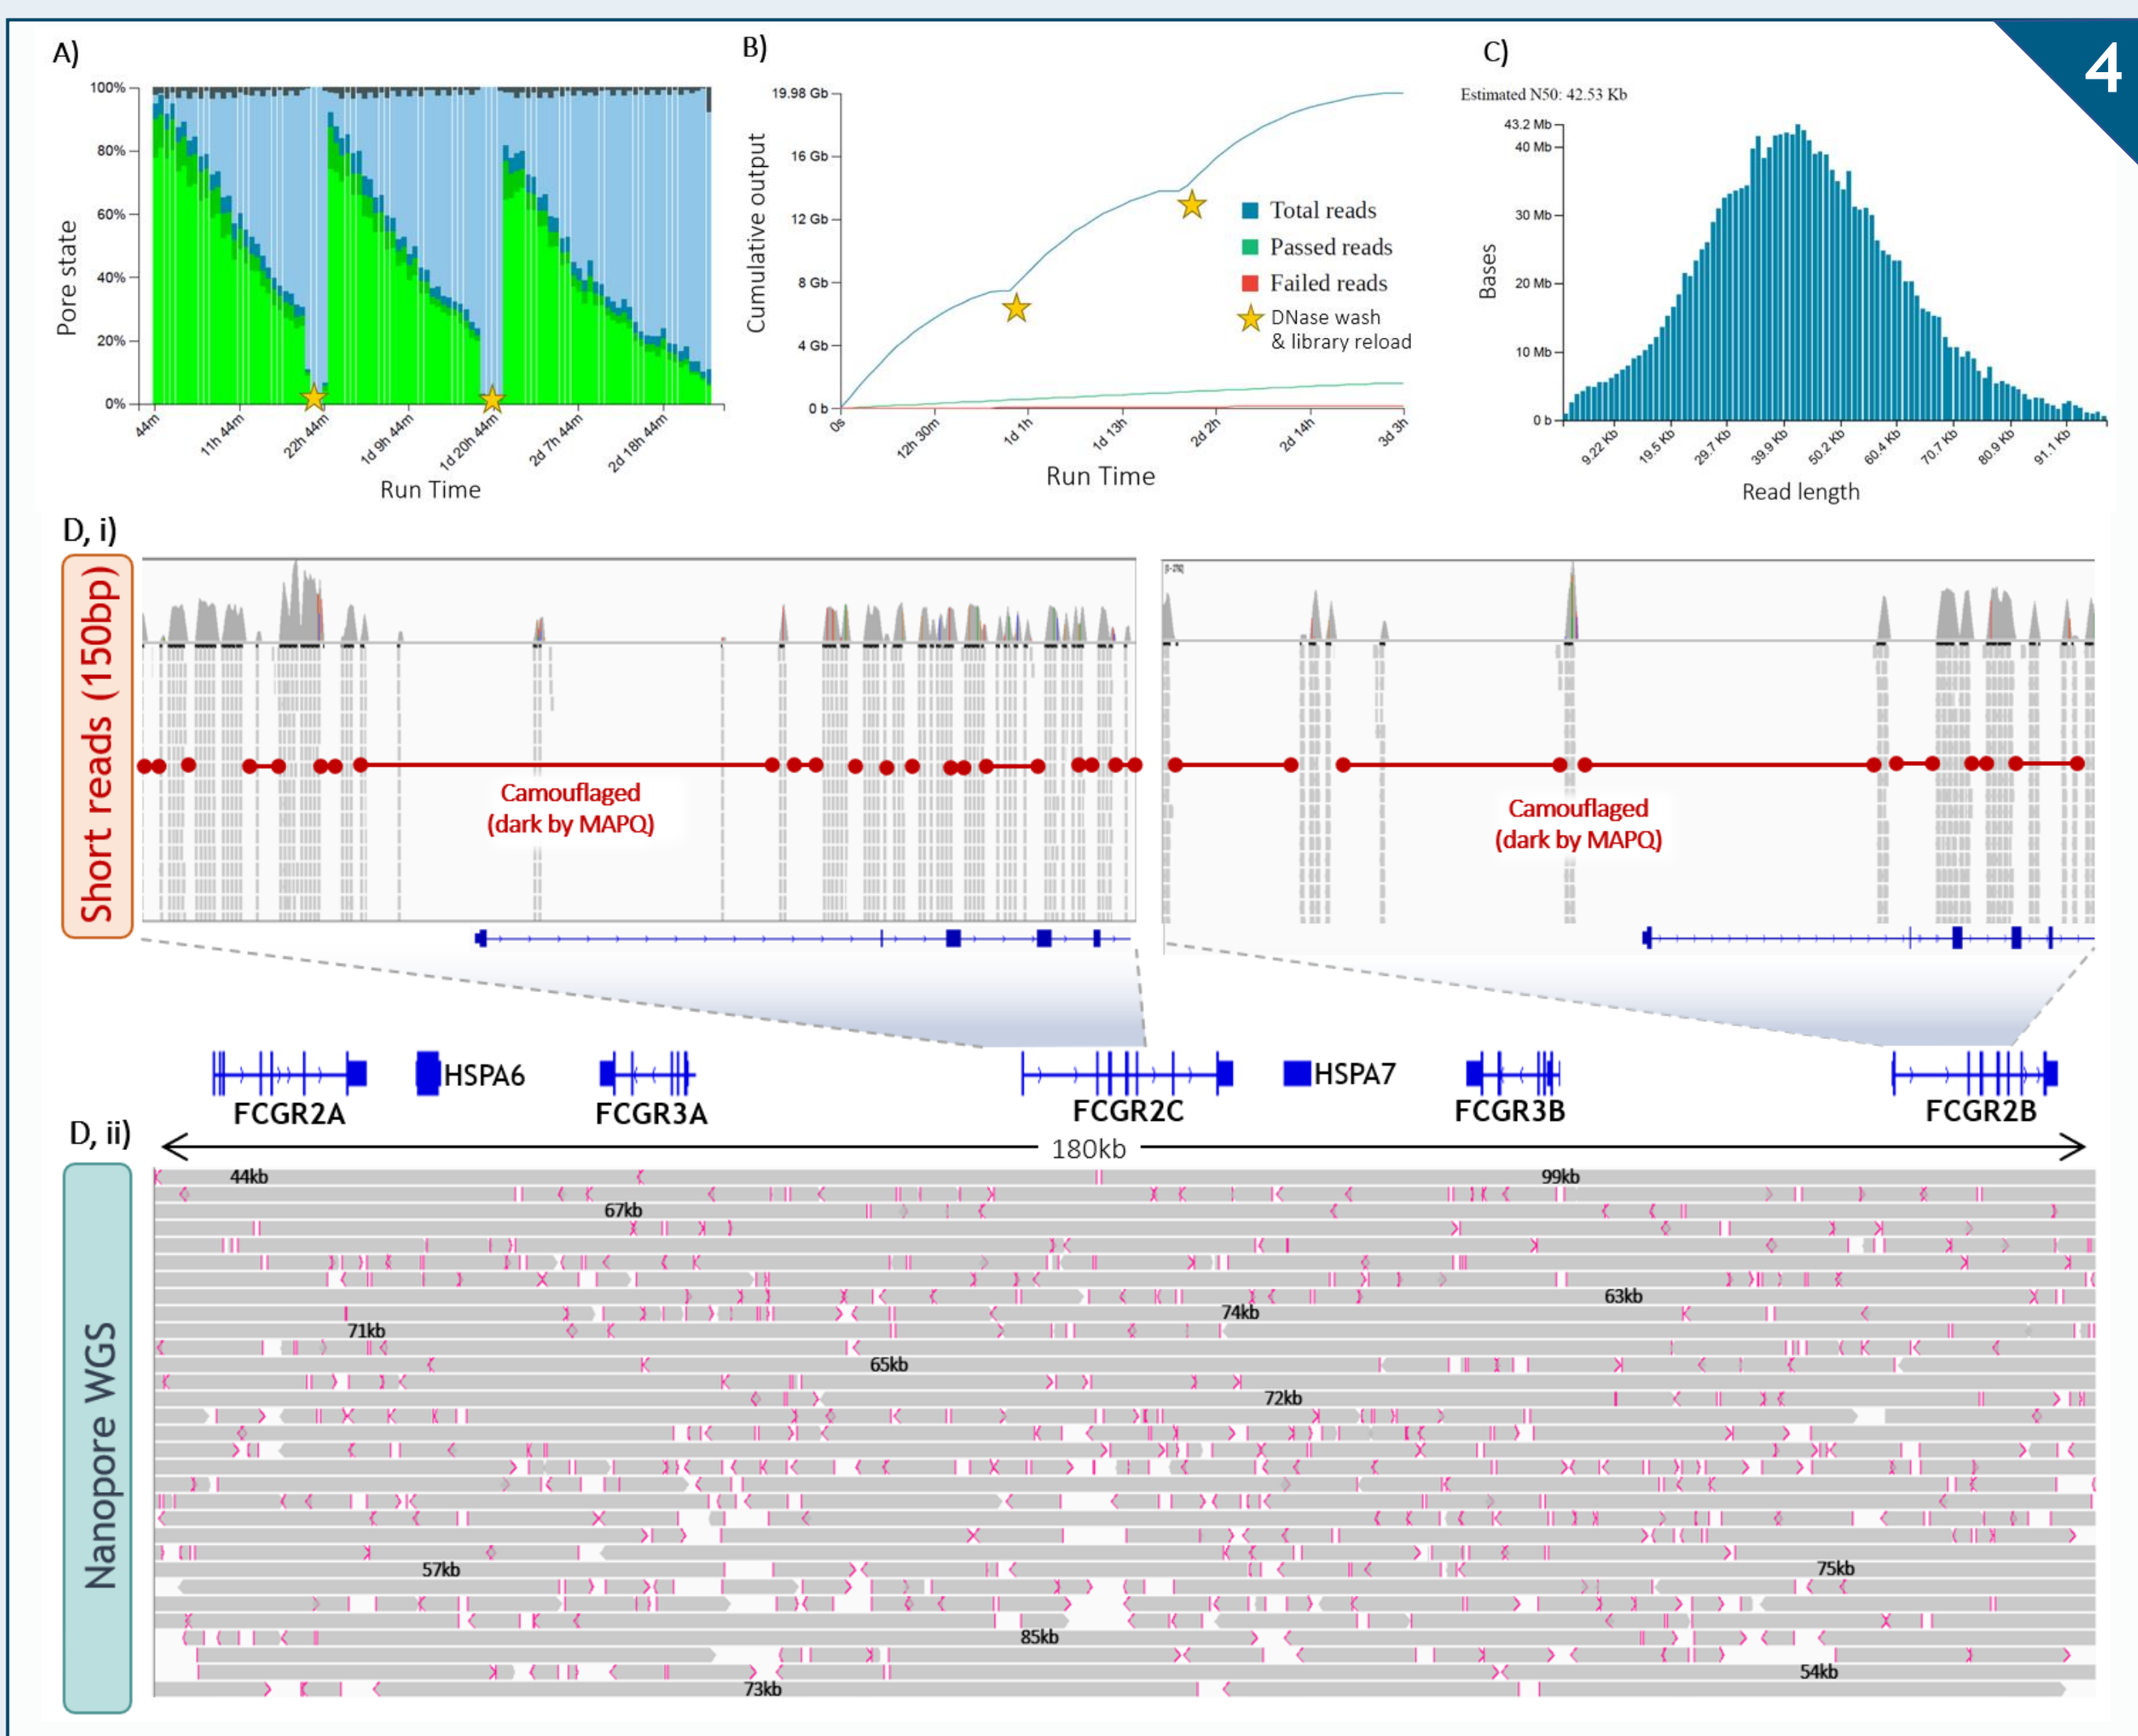 4
A)
100%
80%
60%
40%
20%
0%
Pore state
44m
11h 44m
22h 44m
1d 9h 44m
1d 20h 44m
2d 7h 44m
2d 18h 44m
Run Time
B)
19.98 Gb
16 Gb
12 Gb
8 Gb
4 Gb
0 b
Cumulative output
Total reads
Passed reads
Failed reads
DNase wash
& library reload
0s
12h 30m
1d 1h
1d 13h
2d 2h
2d 14h
3d 3h
Run Time
C)
Estimated N50: 42.53 Kb
43.2 Mb
40 Mb
30 Mb
20 Mb
10 Mb
0 b
Bases
9.22 Kb
19.5 Kb
29.7 Kb
39.9 Kb
50.2 Kb
60.4 Kb
70.7 Kb
80.9 Kb
91.1 Kb
Read length
D, i)
Short reads (150bp)
Camouflaged
(dark by MAPQ)
Camouflaged
(dark by MAPQ)
HSPA6
HSPA7
FCGR2A
FCGR3A
FCGR2C
FCGR3B
FCGR2B
D, ii)
180kb
Nanopore WGS
44kb
99kb
67kb
63kb
74kb
71kb
65kb
72kb
57kb
75kb
85kb
54kb
73kb